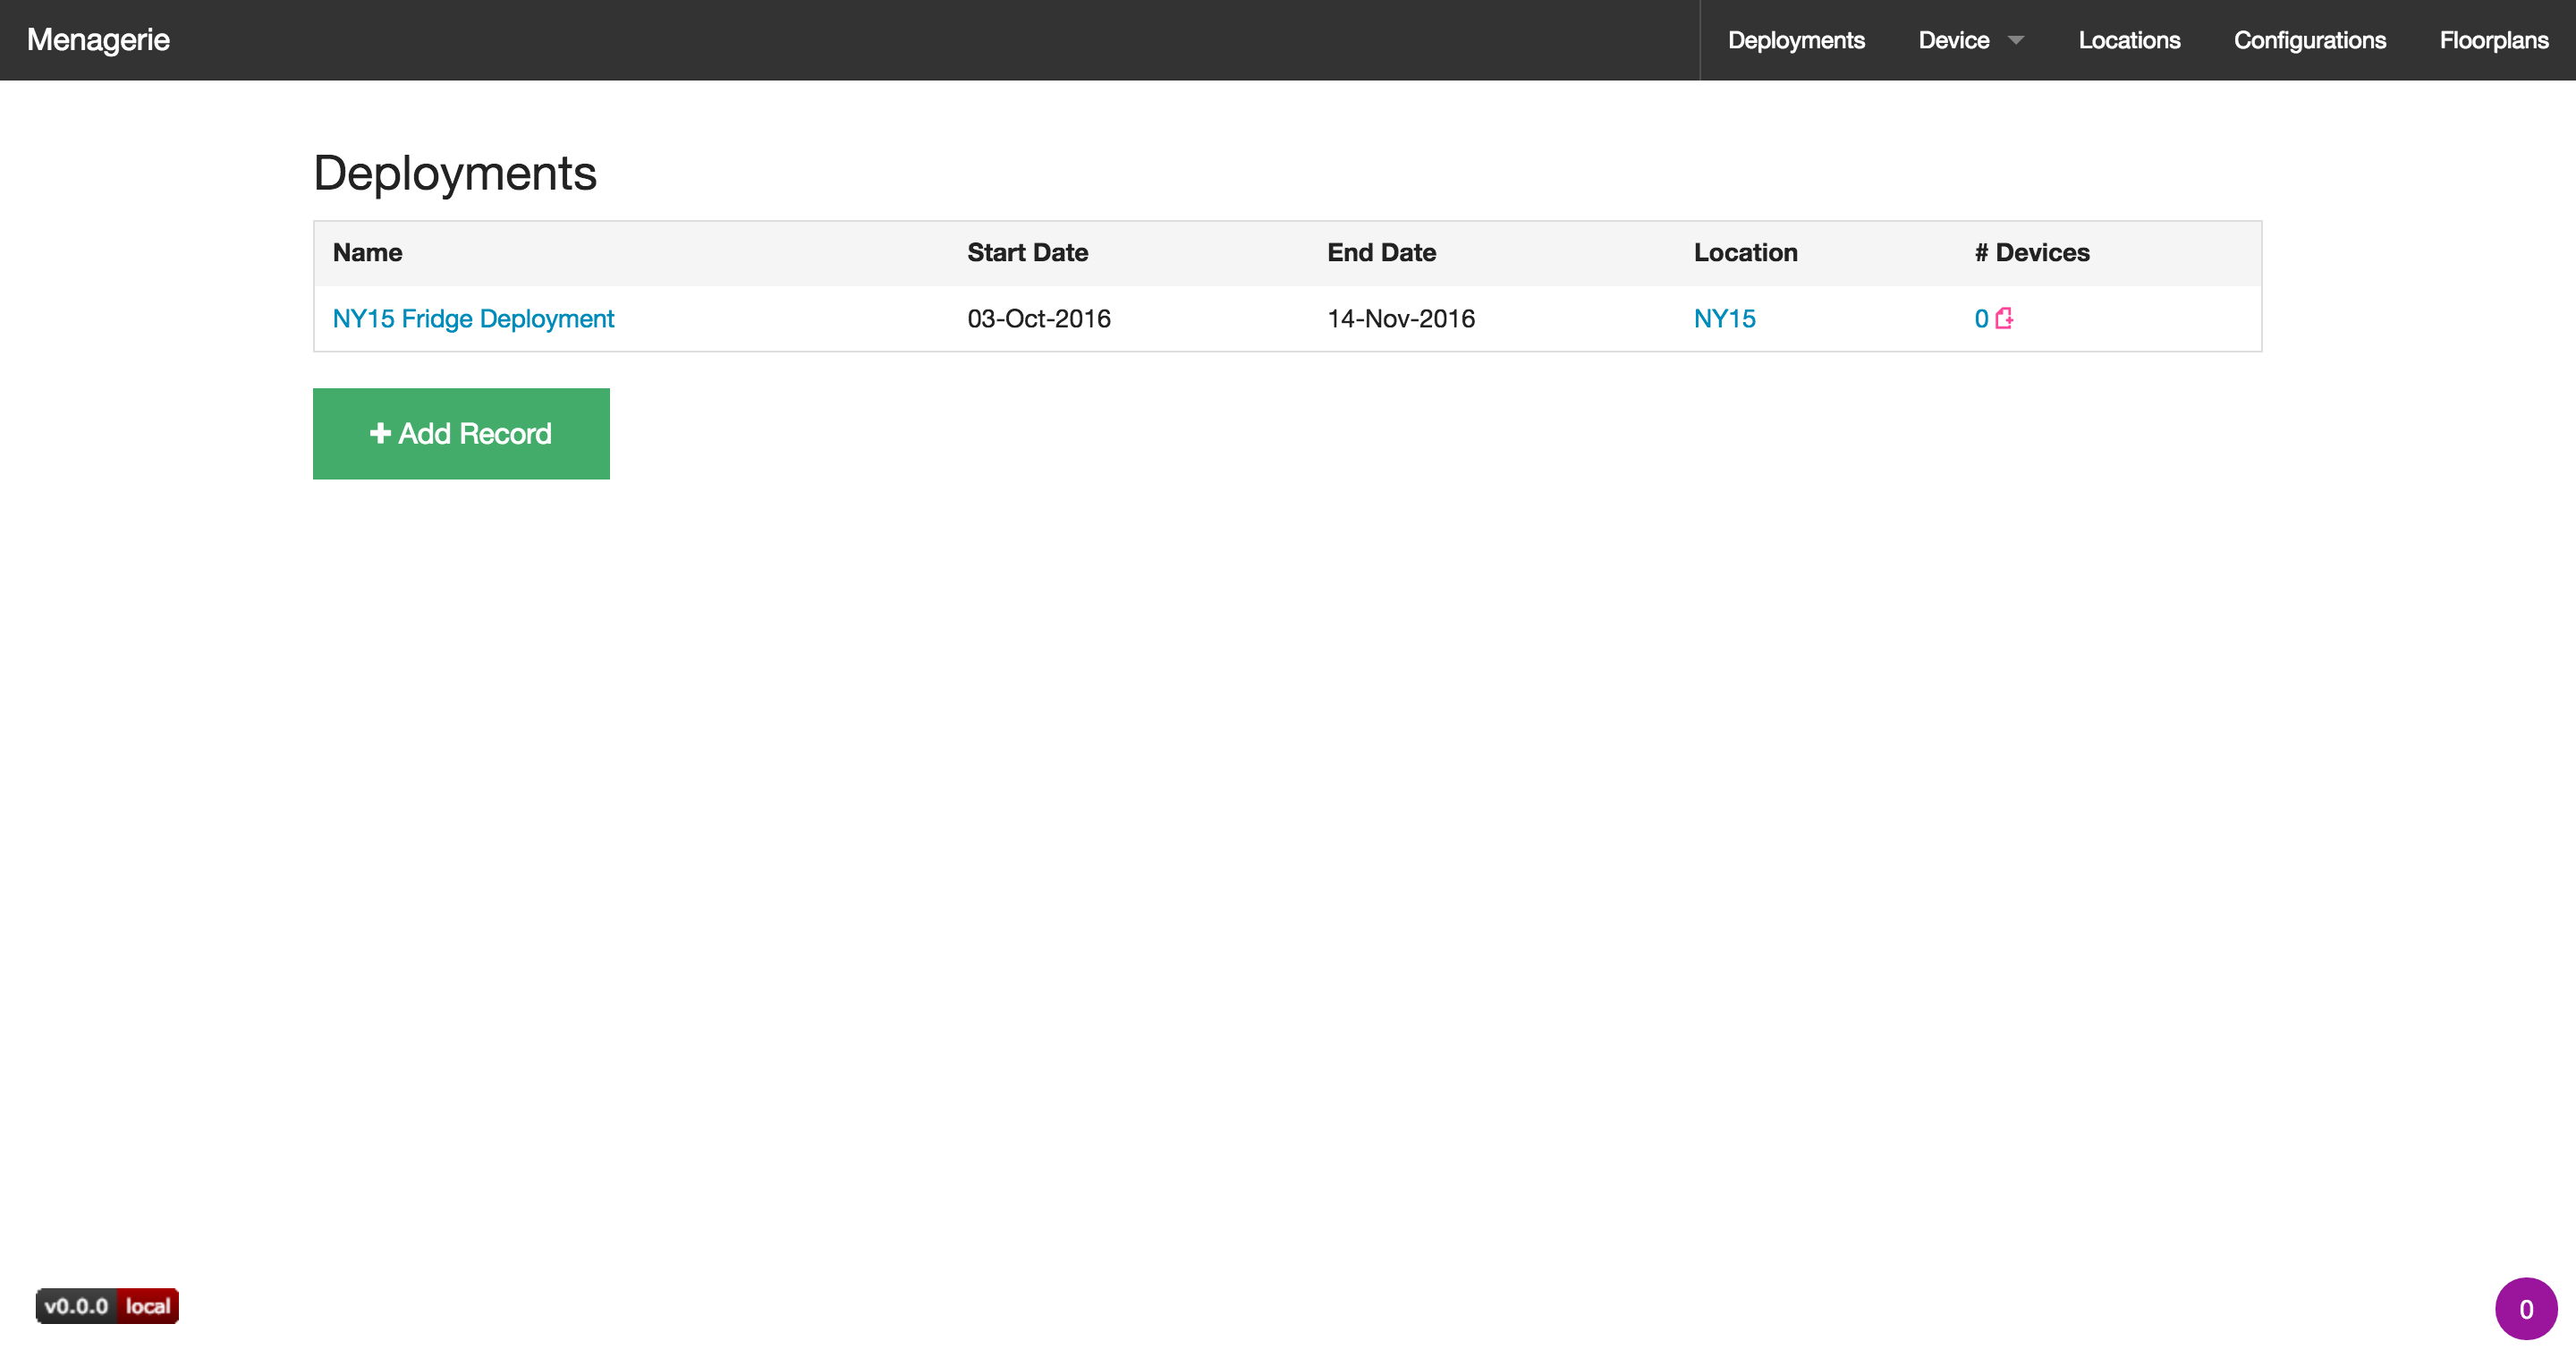 Menagerie Deployments Device Locations Configurations Floorplans
Deployments
Name Start Date End Date Location # Devices
NY15 Fridge Deployment 03-Oct-2016 14-Nov-2016 NY15 0
+ Add Record
v0.0.0 local 0